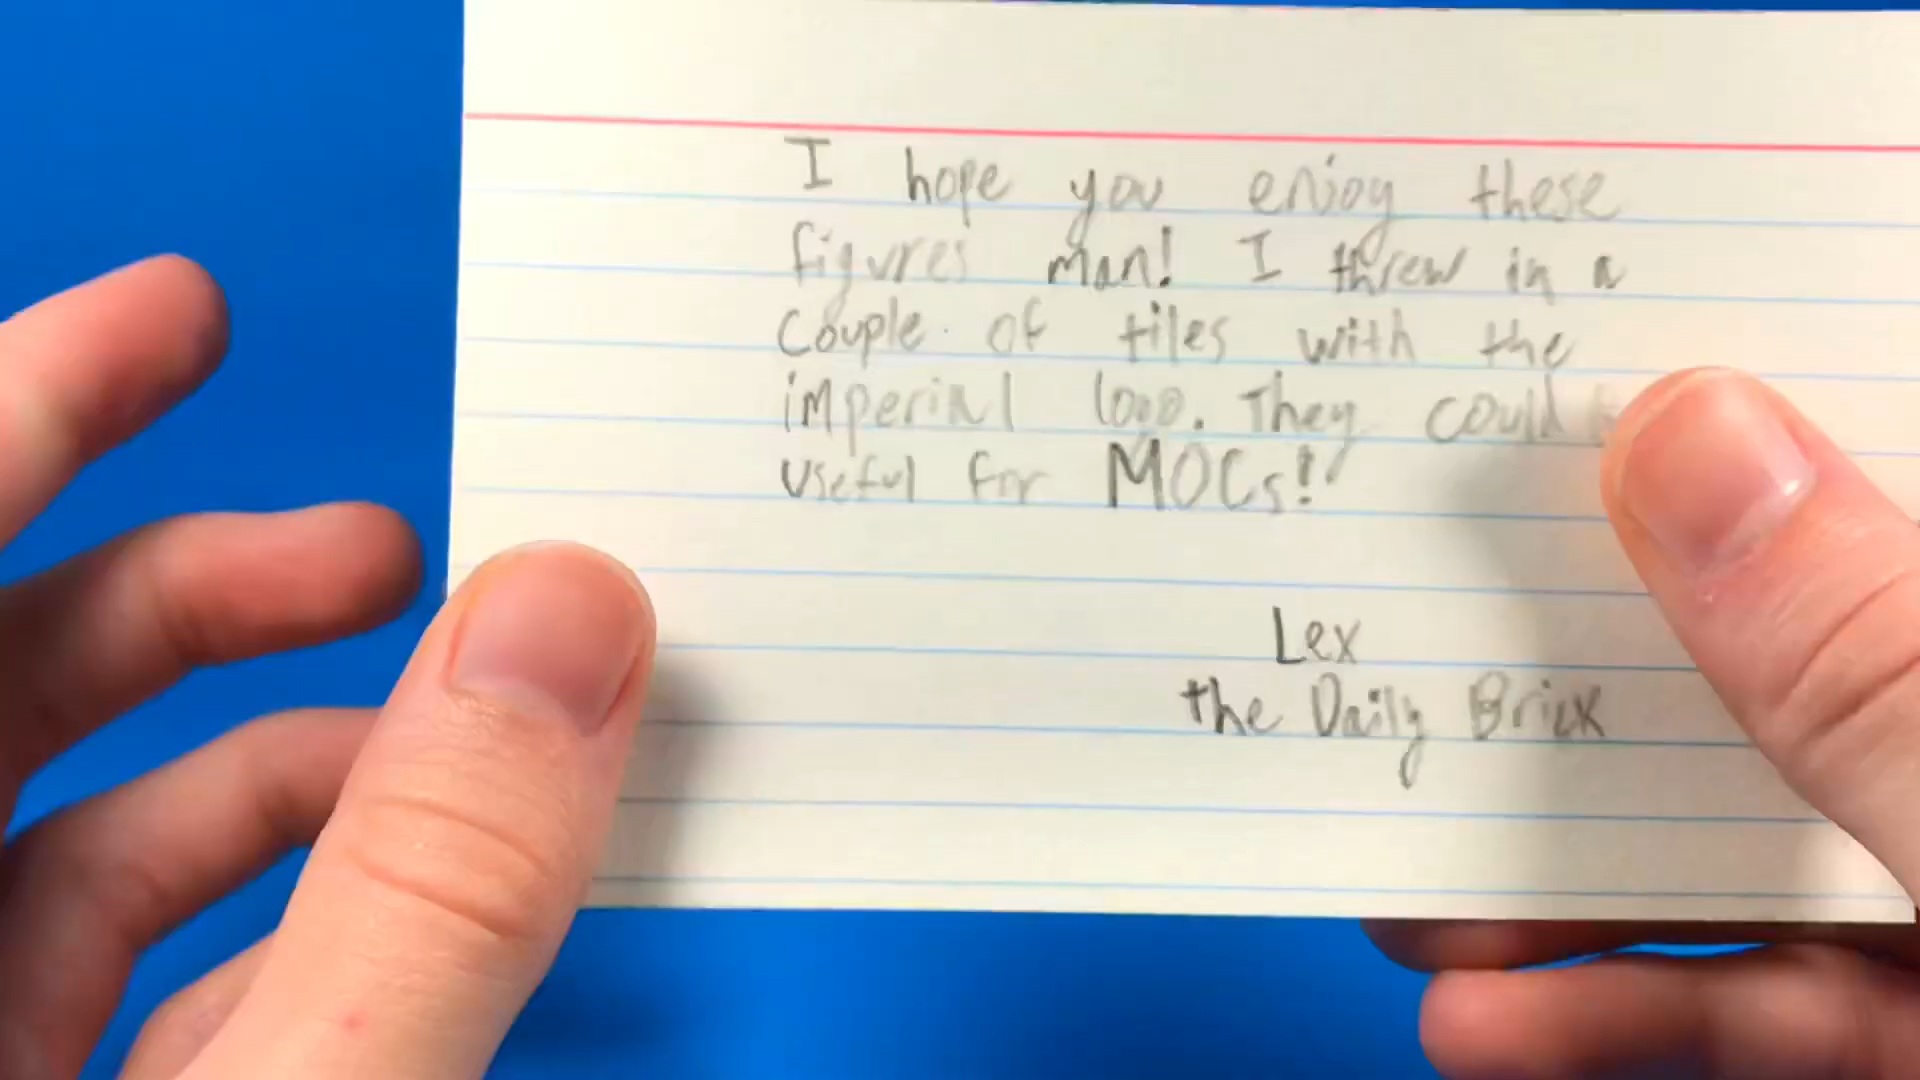 I hope you enjoy these
figures man! I threw in a
couple of tiles with the
imperial logo. They could
useful for MOCs!
Lex
the Daily Brick